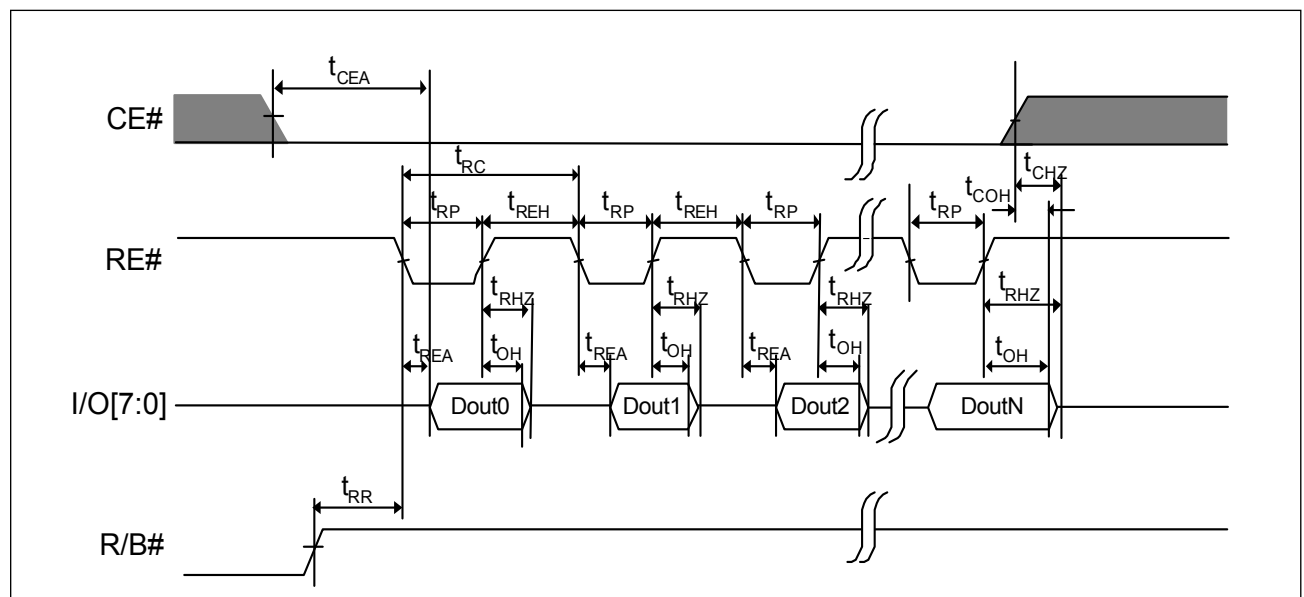 tCEA
CE#
tRC
tCHZ
tCOH
tRP tREH tRP tREH tRP tRP
RE#
tRHZ tRHZ tRHZ tRHZ
tREA tOH tREA tOH tREA tOH tOH
I/O[7:0] Dout0 Dout1 Dout2 DoutN
tRR
R/B#